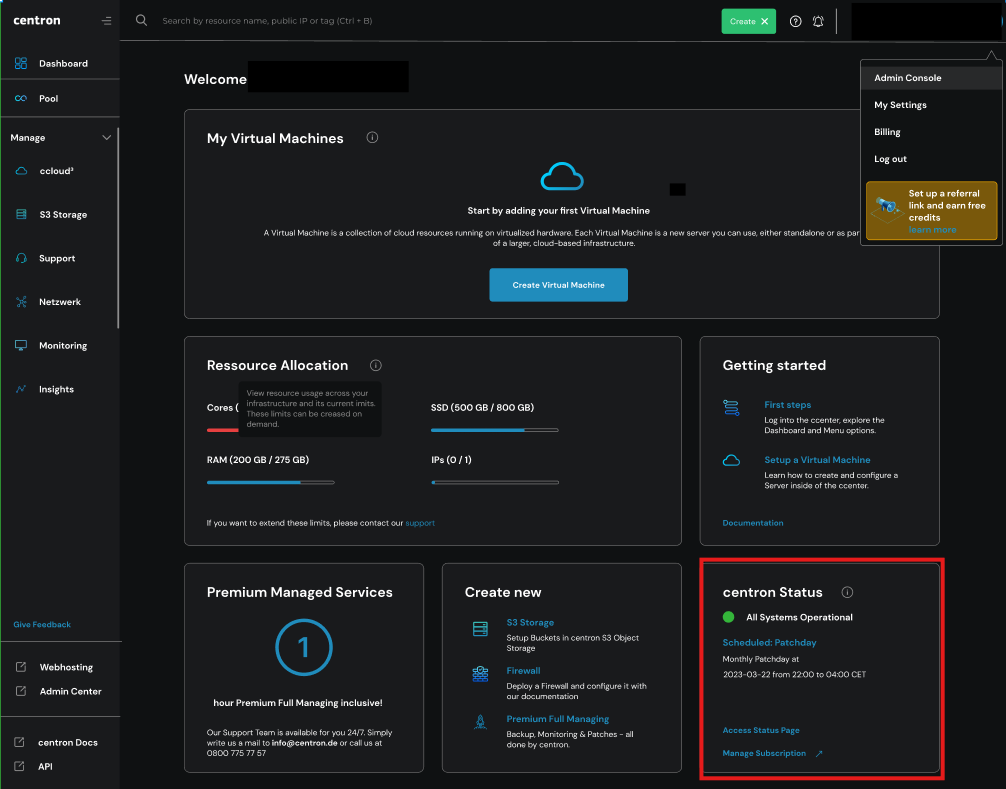 centron
Search by resource name, public IP or tag (Ctrl + B)
Create
Dashboard
Pool
Manage
ccloud³
S3 Storage
Support
Netzwerk
Monitoring
Insights
Give Feedback
Webhosting
Admin Center
centron Docs
API
Admin Console
My Settings
Billing
Log out
Set up a referral
link and earn free
credits
learn more
Welcome
My Virtual Machines
Start by adding your first Virtual Machine
A Virtual Machine is a collection of cloud resources running on virtualized hardware. Each Virtual Machine is a new server you can use, either standalone or as par
of a larger, cloud-based infrastructure.
Create Virtual Machine
Ressource Allocation
View resource usage across your
infrastructure and its current imits.
These limits can be creased on
demand.
Cores (
SSD (500 GB / 800 GB)
RAM (200 GB / 275 GB)
IPs (0 / 1)
If you want to extend these limits, please contact our support
Getting started
First steps
Log into the ccenter, explore the
Dashboard and Menu options.
Setup a Virtual Machine
Learn how to create and configure a
Server inside of the ccenter.
Documentation
Premium Managed Services
1
hour Premium Full Managing inclusive!
Our Support Team is available for you 24/7. Simply
write us a mail to info@centron.de or call us at
0800 775 77 57
Create new
S3 Storage
Setup Buckets in centron S3 Object
Storage
Firewall
Deploy a Firewall and configure it with
our documentation
Premium Full Managing
Backup, Monitoring & Patches - all
done by centron.
centron Status
All Systems Operational
Scheduled: Patchday
Monthly Patchday at
2023-03-22 from 22:00 to 04:00 CET
Access Status Page
Manage Subscription